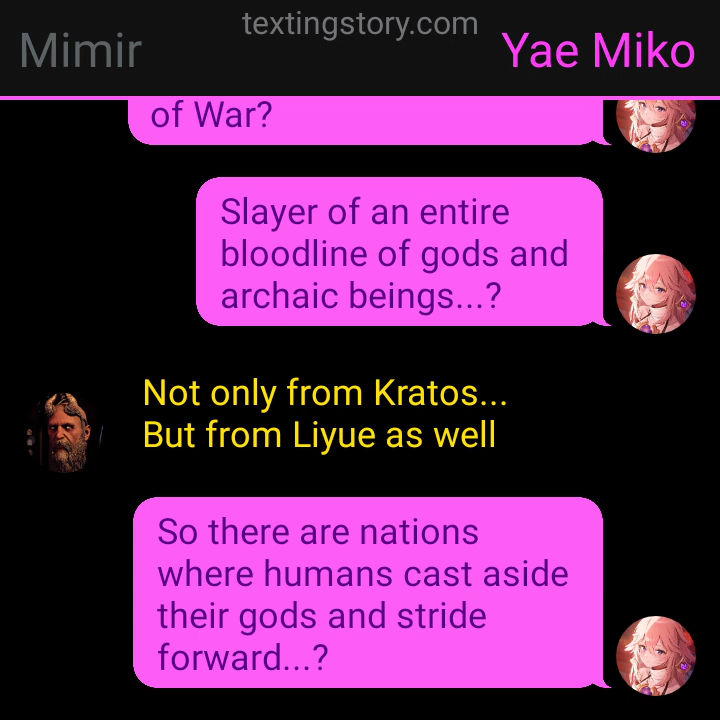 textingstory.com
Mimir
Yae Miko
of War?
Slayer of an entire
bloodline of gods and
archaic beings...?
Not only from Kratos...
But from Liyue as well
So there are nations
where humans cast aside
their gods and stride
forward...?